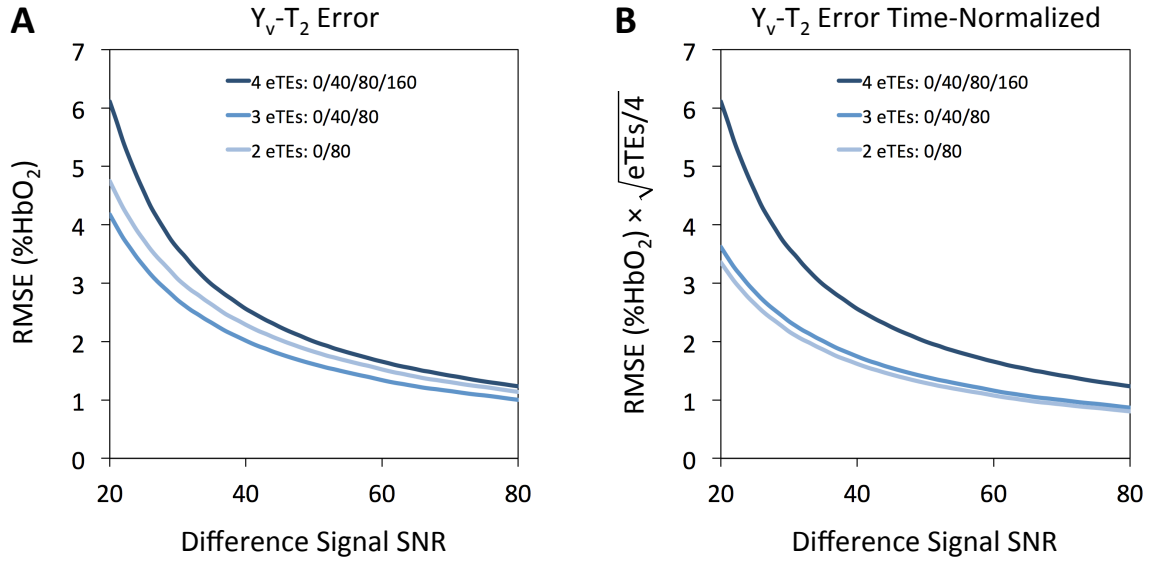 A
Yᵥ-T₂ Error
7
6
5
4
3
2
1
0
RMSE (%HbO₂)
4 eTEs: 0/40/80/160
3 eTEs: 0/40/80
2 eTEs: 0/80
20 40 60 80
Difference Signal SNR
B
Yᵥ-T₂ Error Time-Normalized
7
6
5
4
3
2
1
0
RMSE (%HbO₂) × √eTEs/4
4 eTEs: 0/40/80/160
3 eTEs: 0/40/80
2 eTEs: 0/80
20 40 60 80
Difference Signal SNR